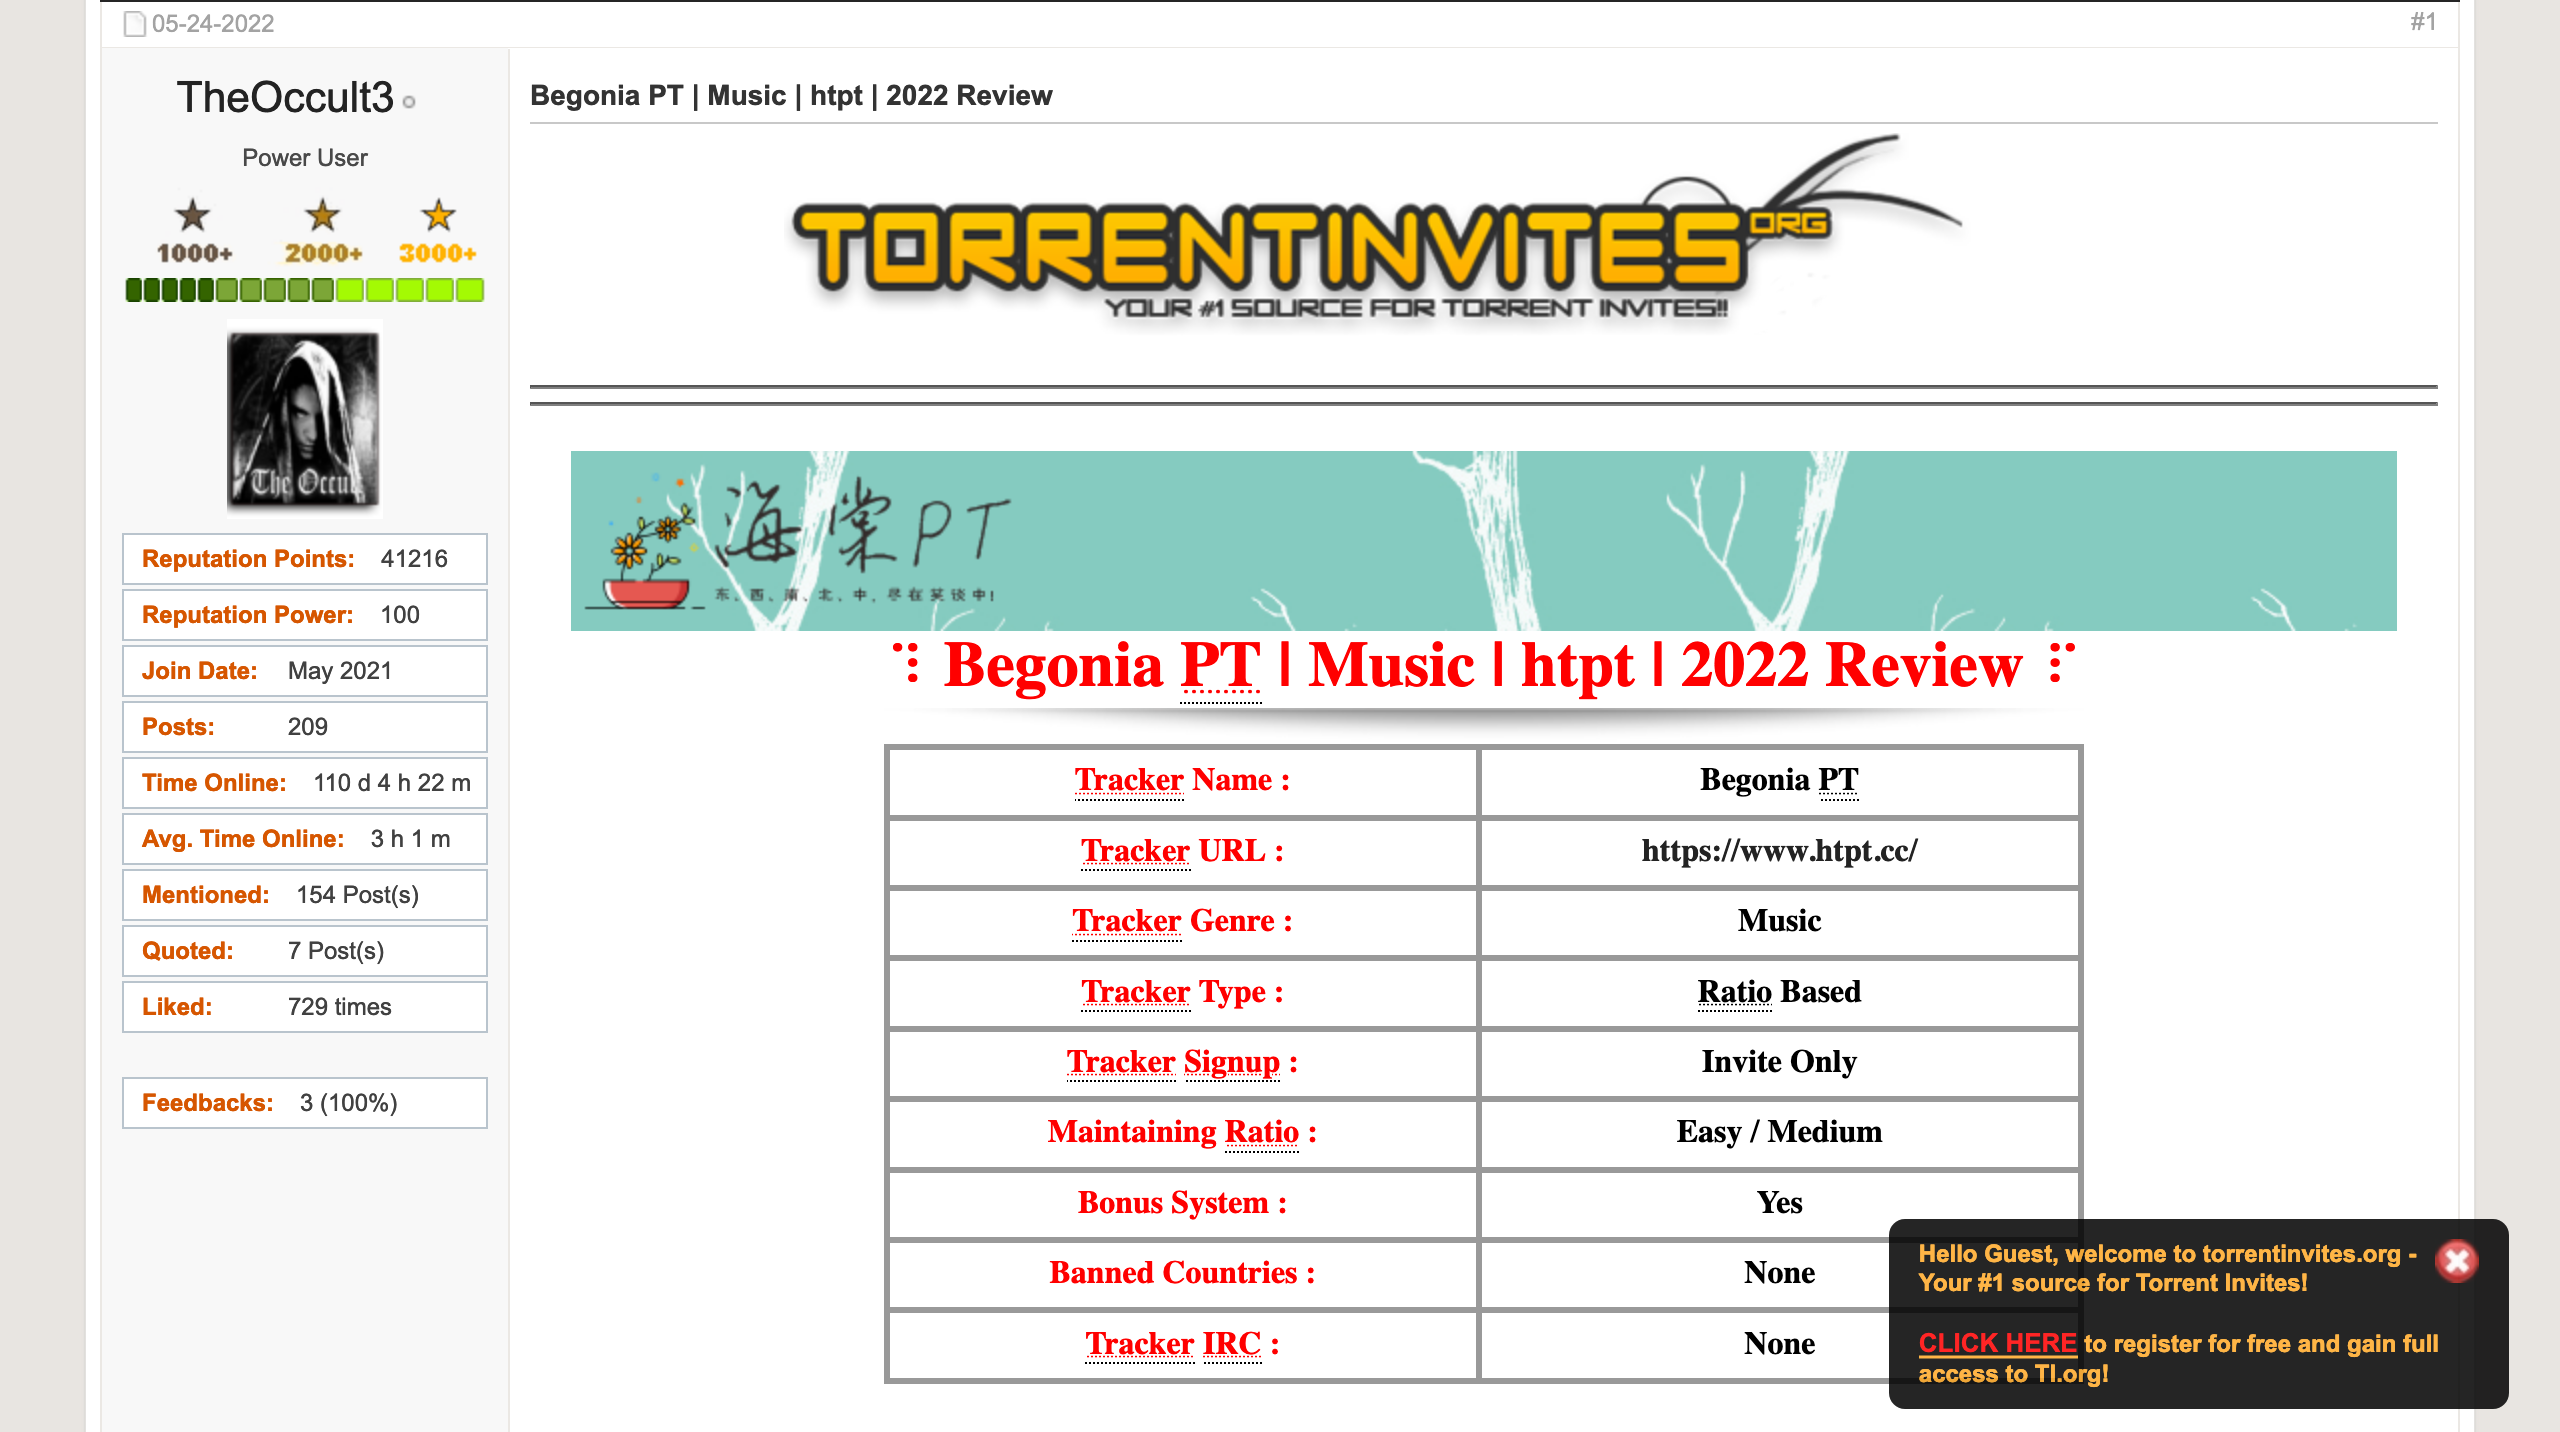 05-24-2022
#1
TheOccult3
Power User
1000+ 2000+ 3000+
The Occult
Reputation Points: 41216
Reputation Power: 100
Join Date: May 2021
Posts: 209
Time Online: 110 d 4 h 22 m
Avg. Time Online: 3 h 1 m
Mentioned: 154 Post(s)
Quoted: 7 Post(s)
Liked: 729 times
Feedbacks: 3 (100%)
Begonia PT | Music | htpt | 2022 Review
TORRENTINVITES ORG
YOUR #1 SOURCE FOR TORRENT INVITES!!
海棠PT
东、西、南、北、中，尽在笑谈中！
Begonia PT | Music | htpt | 2022 Review
Tracker Name : Begonia PT
Tracker URL : https://www.htpt.cc/
Tracker Genre : Music
Tracker Type : Ratio Based
Tracker Signup : Invite Only
Maintaining Ratio : Easy / Medium
Bonus System : Yes
Banned Countries : None
Tracker IRC : None
Hello Guest, welcome to torrentinvites.org -
Your #1 source for Torrent Invites!
CLICK HERE to register for free and gain full
access to TI.org!